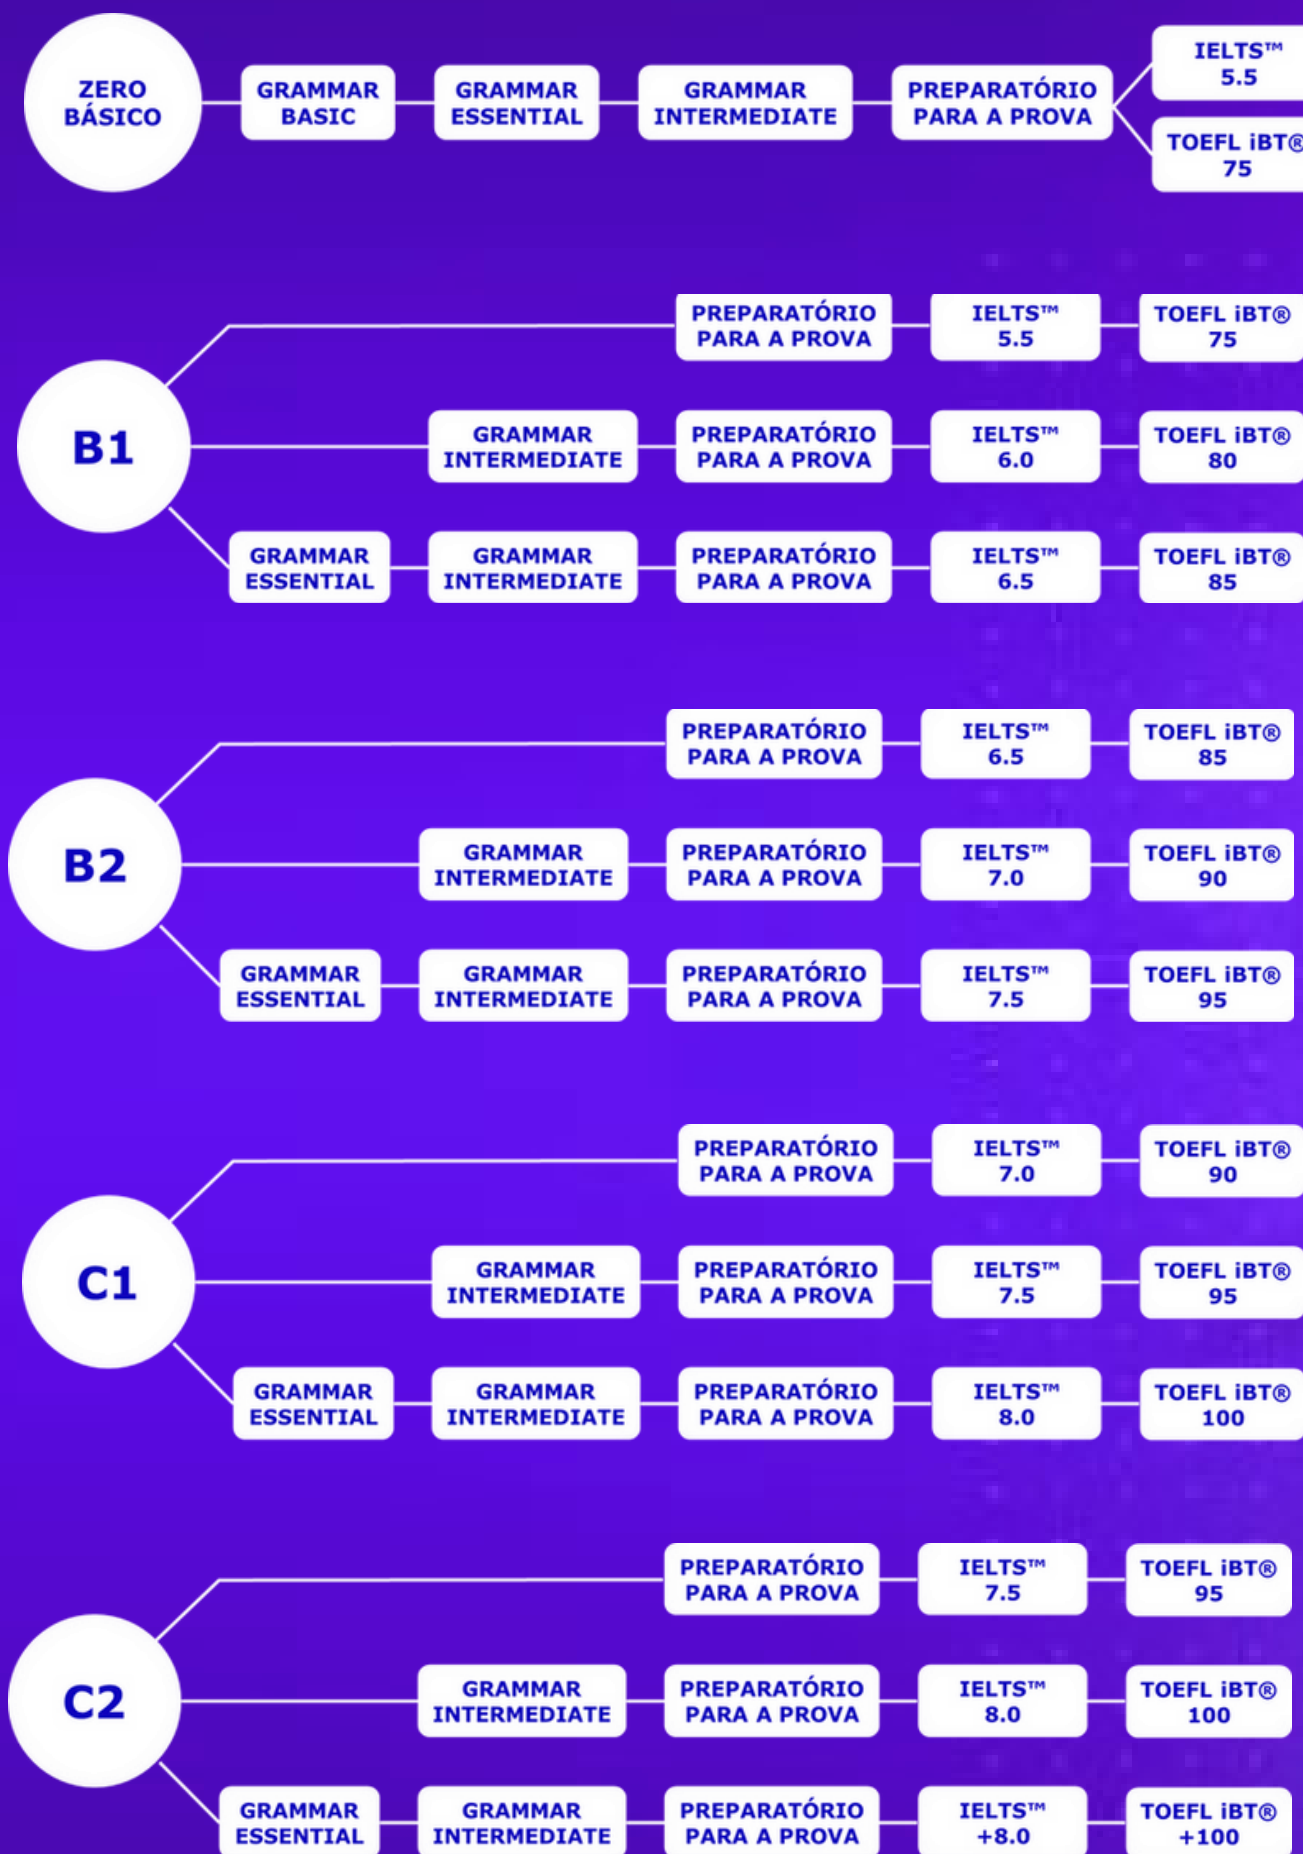 ZERO
BÁSICO
GRAMMAR
BASIC
GRAMMAR
ESSENTIAL
GRAMMAR
INTERMEDIATE
PREPARATÓRIO
PARA A PROVA
IELTS™
5.5
TOEFL iBT®
75
B1
PREPARATÓRIO
PARA A PROVA
IELTS™
5.5
TOEFL iBT®
75
GRAMMAR
INTERMEDIATE
PREPARATÓRIO
PARA A PROVA
IELTS™
6.0
TOEFL iBT®
80
GRAMMAR
ESSENTIAL
GRAMMAR
INTERMEDIATE
PREPARATÓRIO
PARA A PROVA
IELTS™
6.5
TOEFL iBT®
85
B2
PREPARATÓRIO
PARA A PROVA
IELTS™
6.5
TOEFL iBT®
85
GRAMMAR
INTERMEDIATE
PREPARATÓRIO
PARA A PROVA
IELTS™
7.0
TOEFL iBT®
90
GRAMMAR
ESSENTIAL
GRAMMAR
INTERMEDIATE
PREPARATÓRIO
PARA A PROVA
IELTS™
7.5
TOEFL iBT®
95
C1
PREPARATÓRIO
PARA A PROVA
IELTS™
7.0
TOEFL iBT®
90
GRAMMAR
INTERMEDIATE
PREPARATÓRIO
PARA A PROVA
IELTS™
7.5
TOEFL iBT®
95
GRAMMAR
ESSENTIAL
GRAMMAR
INTERMEDIATE
PREPARATÓRIO
PARA A PROVA
IELTS™
8.0
TOEFL iBT®
100
C2
PREPARATÓRIO
PARA A PROVA
IELTS™
7.5
TOEFL iBT®
95
GRAMMAR
INTERMEDIATE
PREPARATÓRIO
PARA A PROVA
IELTS™
8.0
TOEFL iBT®
100
GRAMMAR
ESSENTIAL
GRAMMAR
INTERMEDIATE
PREPARATÓRIO
PARA A PROVA
IELTS™
+8.0
TOEFL iBT®
+100